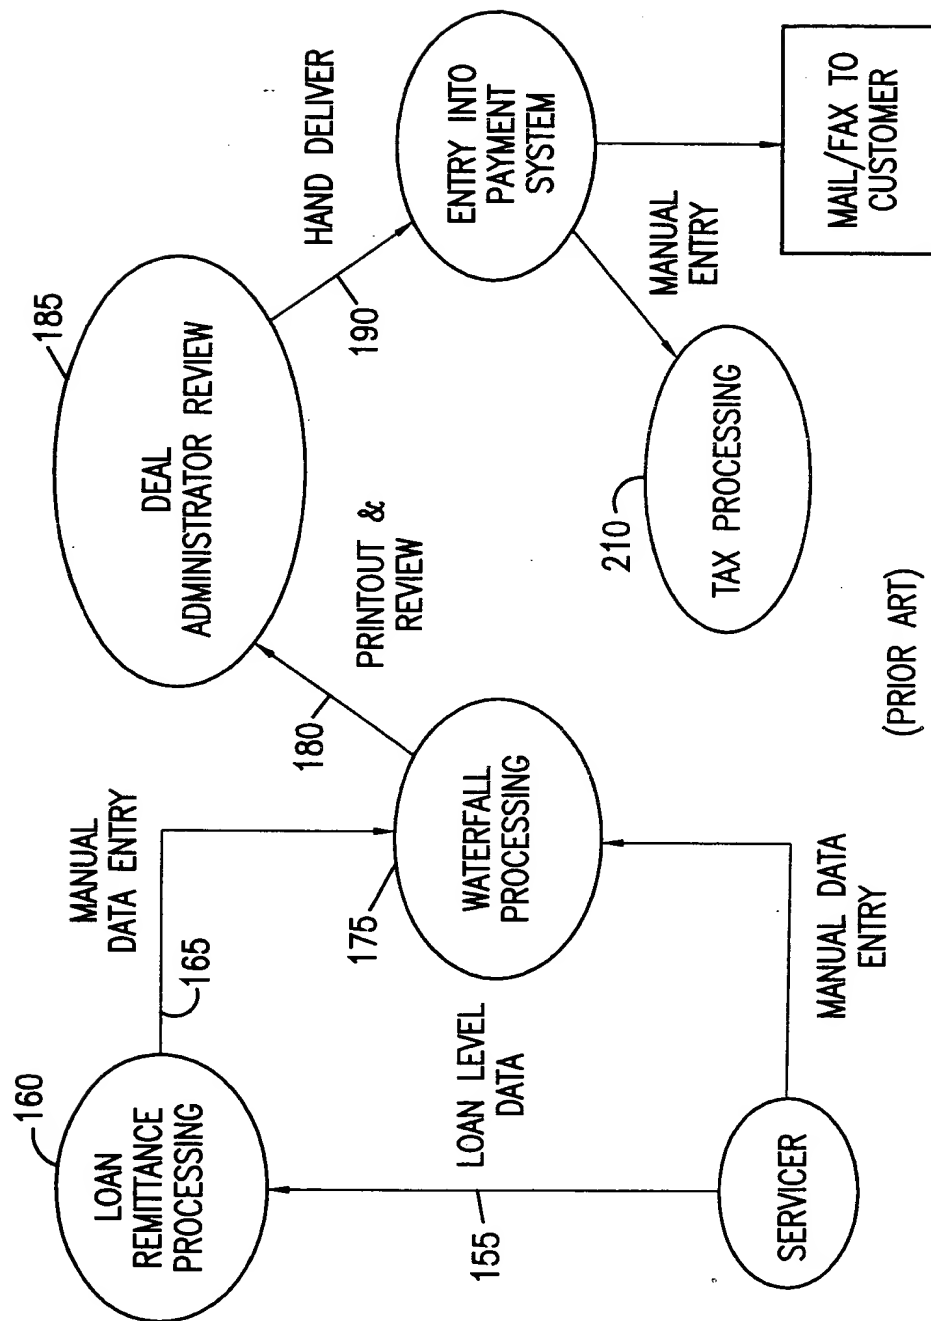 160
LOAN
REMITTANCE
PROCESSING
MANUAL
DATA ENTRY
165
155
LOAN LEVEL
DATA
SERVICER
MANUAL DATA
ENTRY
175
WATERFALL
PROCESSING
180
PRINTOUT &
REVIEW
185
DEAL
ADMINISTRATOR REVIEW
190
HAND DELIVER
ENTRY INTO
PAYMENT
SYSTEM
MANUAL
ENTRY
210
TAX PROCESSING
MAIL/FAX TO
CUSTOMER
(PRIOR ART)